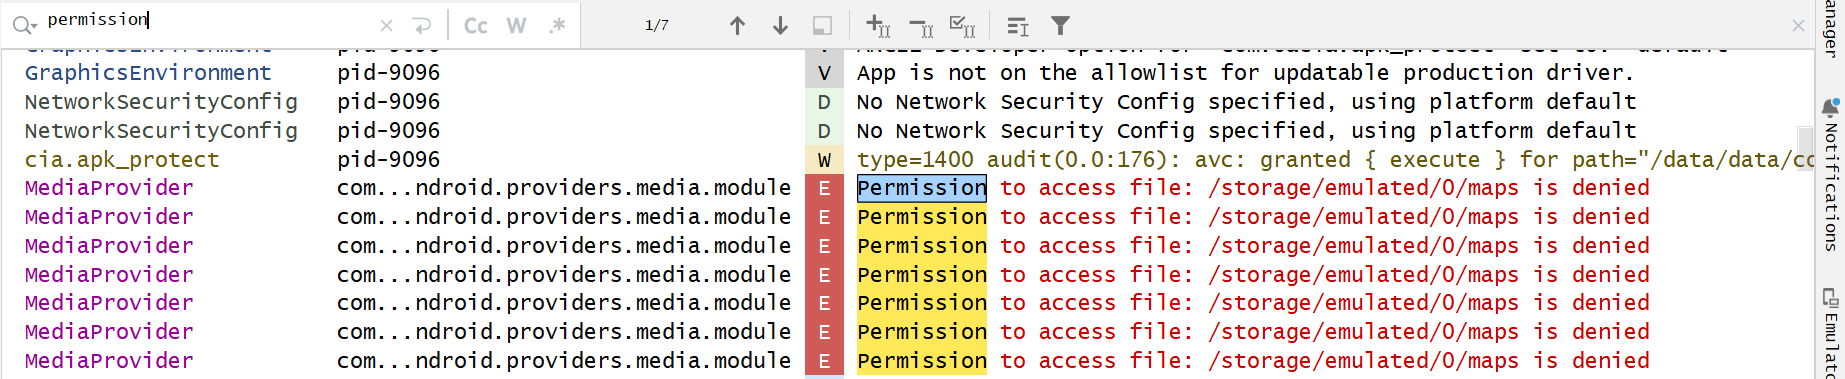 permission
Cc W .*
1/7
GraphicsEnvironment pid-9096 V App is not on the allowlist for updatable production driver.
NetworkSecurityConfig pid-9096 D No Network Security Config specified, using platform default
NetworkSecurityConfig pid-9096 D No Network Security Config specified, using platform default
cia.apk_protect pid-9096 W type=1400 audit(0.0:176): avc: granted { execute } for path="/data/data/co
MediaProvider com...ndroid.providers.media.module E Permission to access file: /storage/emulated/0/maps is denied
MediaProvider com...ndroid.providers.media.module E Permission to access file: /storage/emulated/0/maps is denied
MediaProvider com...ndroid.providers.media.module E Permission to access file: /storage/emulated/0/maps is denied
MediaProvider com...ndroid.providers.media.module E Permission to access file: /storage/emulated/0/maps is denied
MediaProvider com...ndroid.providers.media.module E Permission to access file: /storage/emulated/0/maps is denied
MediaProvider com...ndroid.providers.media.module E Permission to access file: /storage/emulated/0/maps is denied
MediaProvider com...ndroid.providers.media.module E Permission to access file: /storage/emulated/0/maps is denied
anager
Notifications
Emulato